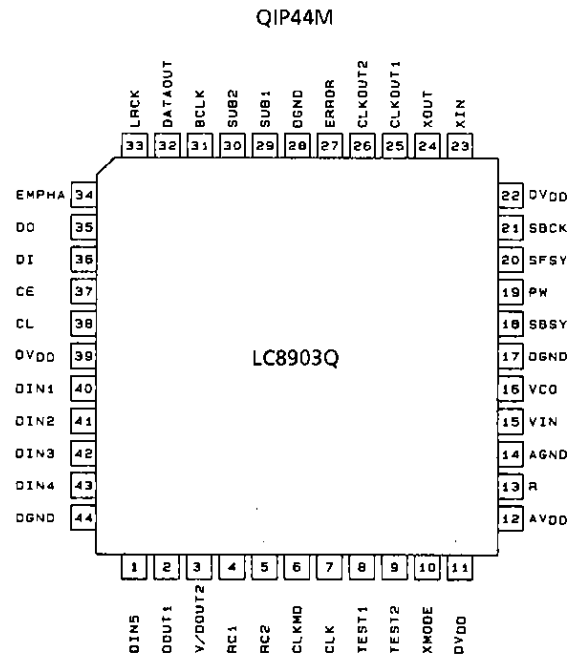 QIP44M
LRCK
DATAOUT
BCLK
SUB2
SUB1
DGND
ERROR
CLKOUT2
CLKOUT1
XOUT
XIN
33 32 31 30 29 28 27 26 25 24 23
EMPHA 34
DO 35
DI 36
CE 37
CL 38
DVDD 39
DIN1 40
DIN2 41
DIN3 42
DIN4 43
DGND 44
LC8903Q
22 DVDD
21 SBCK
20 SFSY
19 PW
18 SBSY
17 DGND
16 VCO
15 VIN
14 AGND
13 R
12 AVDD
1 2 3 4 5 6 7 8 9 10 11
DIN5
DOUT1
V/DOUT2
RC1
RC2
CLKMD
CLK
TEST1
TEST2
XMODE
DVDD